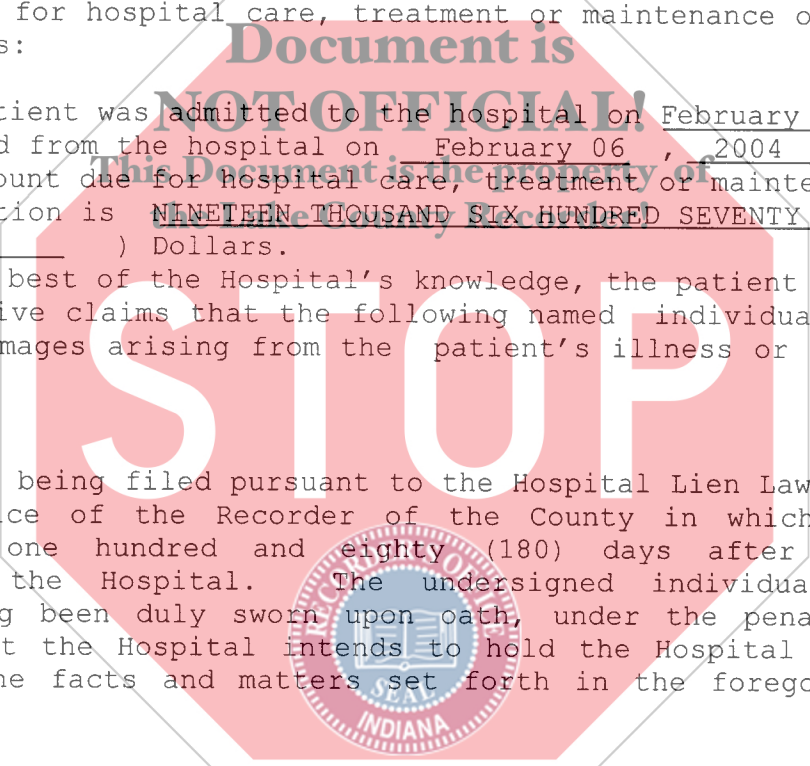 for hospital care, treatment or maintenance o
s:
Document is
NOT OFFICIAL!
tient was admitted to the hospital on February
d from the hospital on February 06 , 2004
This Document is the property of
ount due for hospital care, treatment or mainte
tion is NINETEEN THOUSAND SIX HUNDRED SEVENTY
the Lake County Recorder!
) Dollars.
best of the Hospital's knowledge, the patient
ive claims that the following named individua
mages arising from the patient's illness or
STOP
being filed pursuant to the Hospital Lien Law
ice of the Recorder of the County in which
one hundred and eighty (180) days after
the Hospital. The undersigned individua
g been duly sworn upon oath, under the pena
t the Hospital intends to hold the Hospital
he facts and matters set forth in the forego
RECORDER'S OFFICE
SEAL
INDIANA